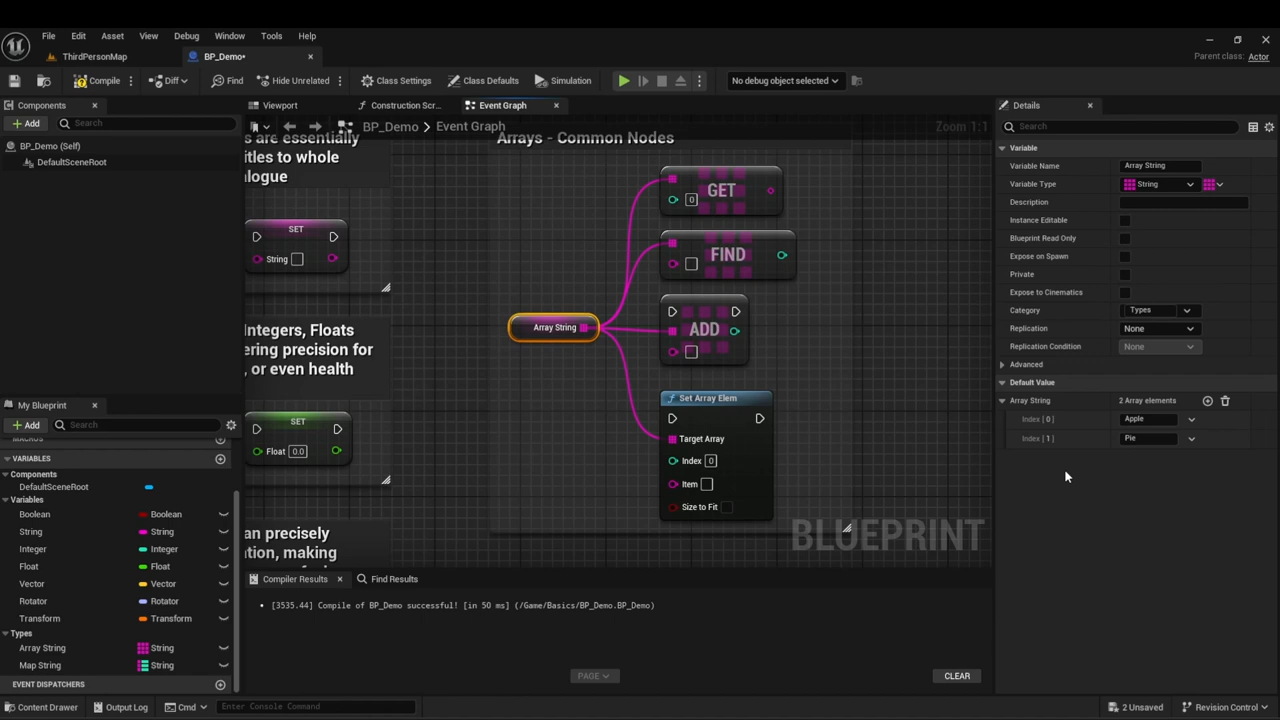 File Edit Asset View Debug Window Tools Help
ThirdPersonMap
BP_Demo•
Parent class: Actor
Compile
Diff
Find
Hide Unrelated
Class Settings
Class Defaults
Simulation
No debug object selected
Components
Add
Search
BP_Demo (Self)
DefaultSceneRoot
My Blueprint
Add
Search
VARIABLES
Components
DefaultSceneRoot
Variables
Boolean Boolean
String String
Integer Integer
Float Float
Vector Vector
Rotator Rotator
Transform Transform
Types
Array String String
Map String String
EVENT DISPATCHERS
Viewport
Construction Scr...
Event Graph
BP_Demo > Event Graph
Zoom 1:1
s are essentially
titles to whole
logue
SET
String
Integers, Floats
ering precision for
, or even health
SET
Float 0.0
an precisely
ation, making
Arrays - Common Nodes
Array String
GET
0
FIND
ADD
Set Array Elem
Target Array
Index 0
Item
Size to Fit
BLUEPRINT
Compiler Results
Find Results
[3535.44] Compile of BP_Demo successful! [in 50 ms] (/Game/Basics/BP_Demo.BP_Demo)
PAGE
CLEAR
Details
Search
Variable
Variable Name Array String
Variable Type String
Description
Instance Editable
Blueprint Read Only
Expose on Spawn
Private
Expose to Cinematics
Category Types
Replication None
Replication Condition None
Advanced
Default Value
Array String 2 Array elements
Index [ 0 ] Apple
Index [ 1 ] Pie
Content Drawer
Output Log
Cmd
Enter Console Command
2 Unsaved
Revision Control